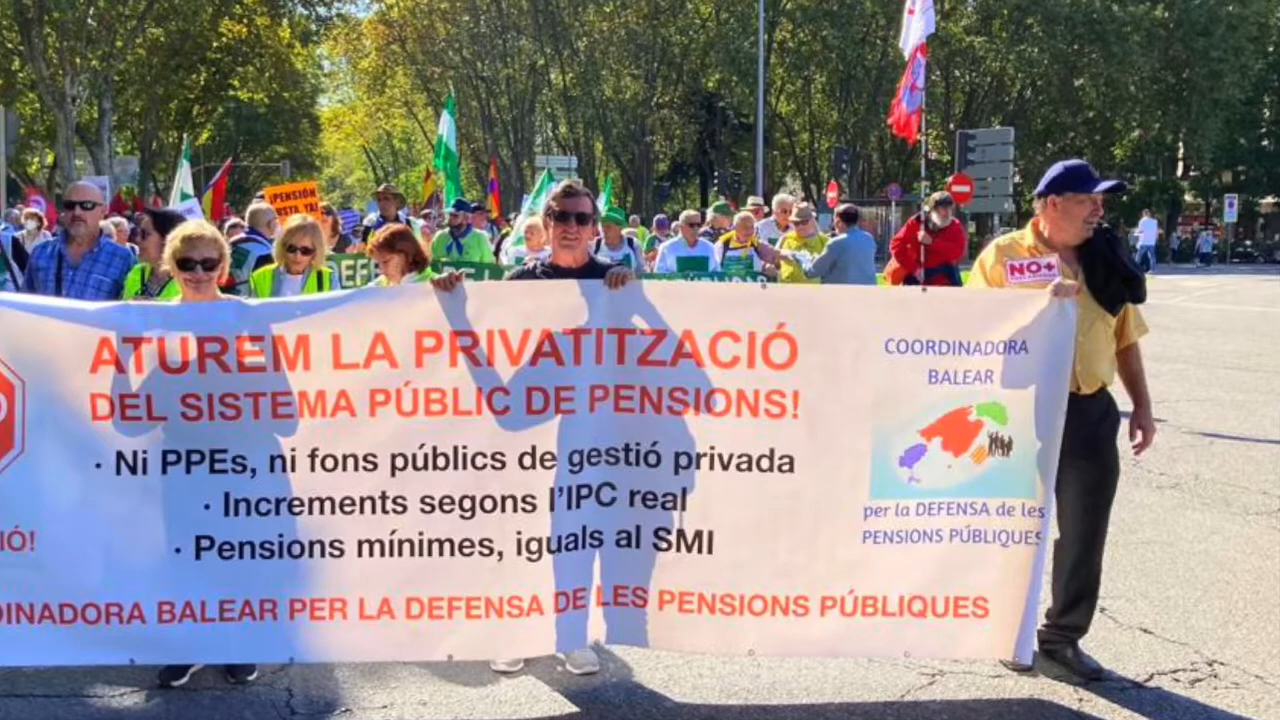 ¡PENSIÓN
JUSTA YA!
NO+
ATUREM LA PRIVATITZACIÓ
DEL SISTEMA PÚBLIC DE PENSIONS!
· Ni PPEs, ni fons públics de gestió privada
· Increments segons l'IPC real
· Pensions mínimes, iguals al SMI
DINADORA BALEAR PER LA DEFENSA DE LES PENSIONS PÚBLIQUES
IÓ!
COORDINADORA
BALEAR
per la DEFENSA de les
PENSIONS PÚBLIQUES